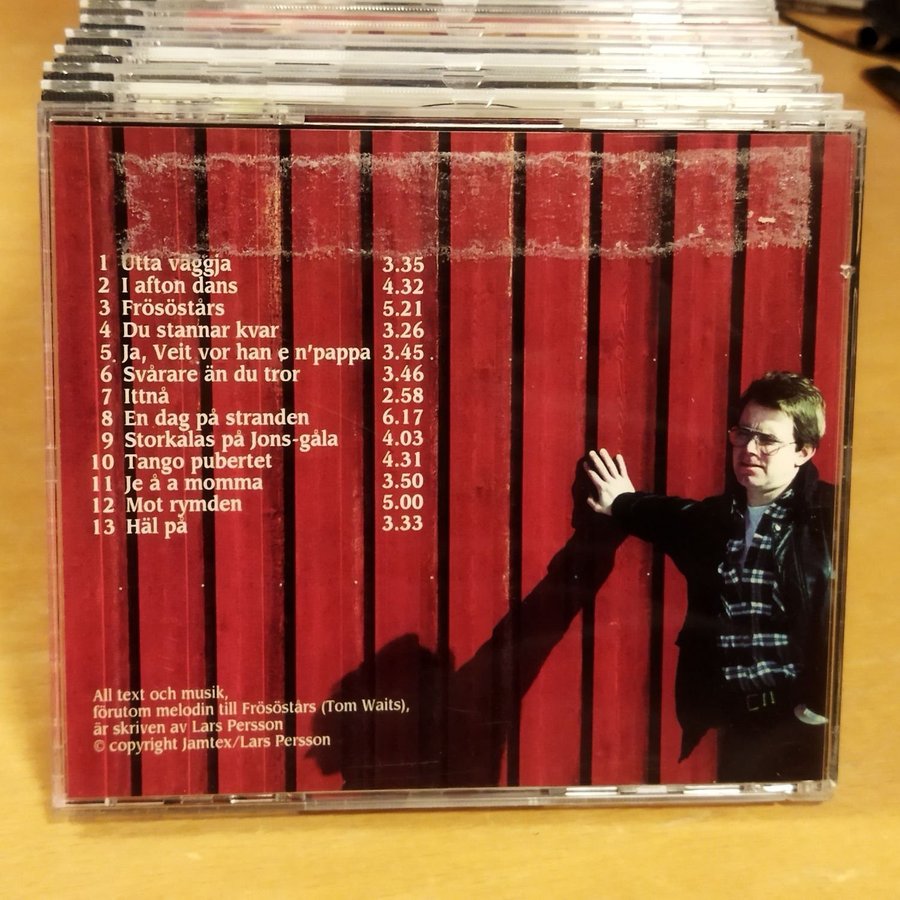 1 Utta väggja 3.35
2 I afton dans 4.32
3 Frösöstårs 5.21
4 Du stannar kvar 3.26
5 Ja, Veit vor han e n'pappa 3.45
6 Svårare än du tror 3.46
7 Ittnå 2.58
8 En dag på stranden 6.17
9 Storkalas på Jons-gåla 4.03
10 Tango pubertet 4.31
11 Je å a momma 3.50
12 Mot rymden 5.00
13 Häl på 3.33
All text och musik,
förutom melodin till Frösöstårs (Tom Waits),
är skriven av Lars Persson
© copyright Jamtex/Lars Persson